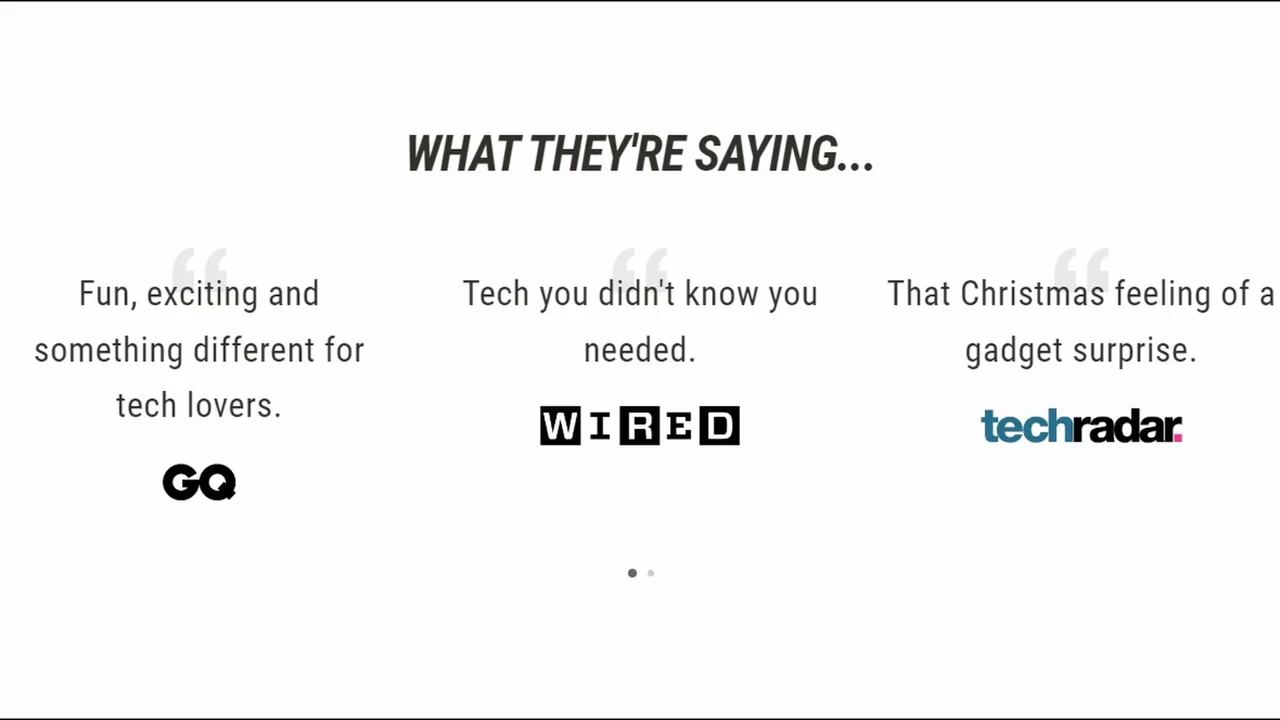 WHAT THEY'RE SAYING...
“
Fun, exciting and
something different for
tech lovers.
GQ
“
Tech you didn't know you
needed.
WIRED
“
That Christmas feeling of a
gadget surprise.
techradar.